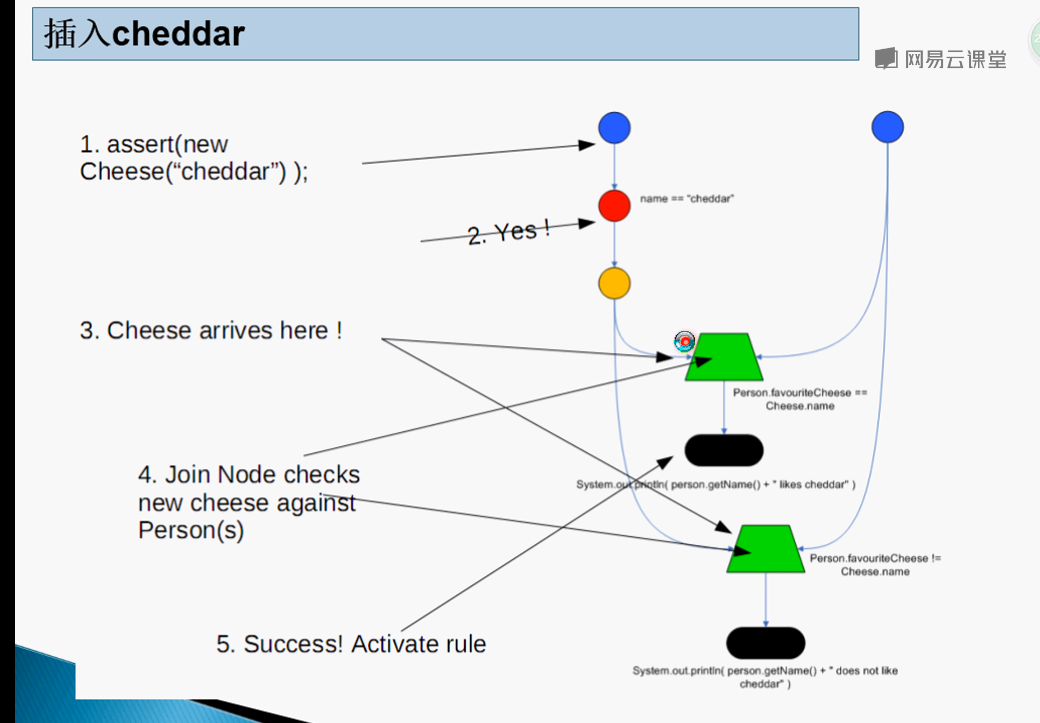 插入cheddar
网易云课堂
1. assert(new
Cheese(“cheddar”) );
name == "cheddar"
2. Yes !
3. Cheese arrives here !
Person.favouriteCheese ==
Cheese.name
4. Join Node checks
new cheese against
Person(s)
System.out.println( person.getName() + " likes cheddar" )
Person.favouriteCheese !=
Cheese.name
5. Success! Activate rule
System.out.println( person.getName() + " does not like
cheddar" )